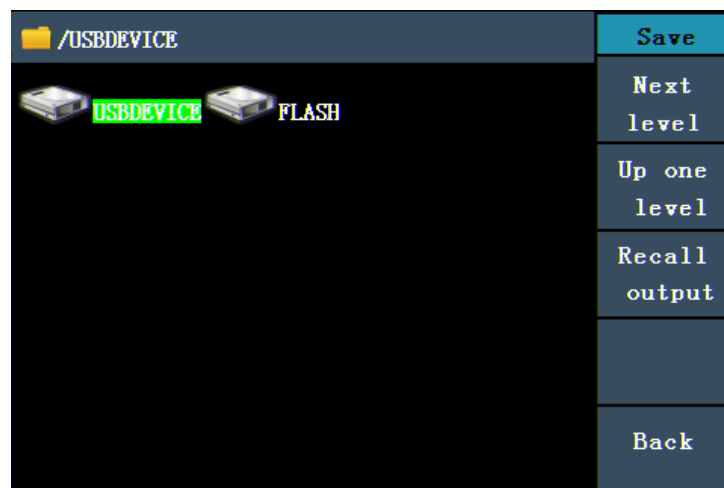 /USBDEVICE
USBDEVICE FLASH
Save
Next
level
Up one
level
Recall
output
Back